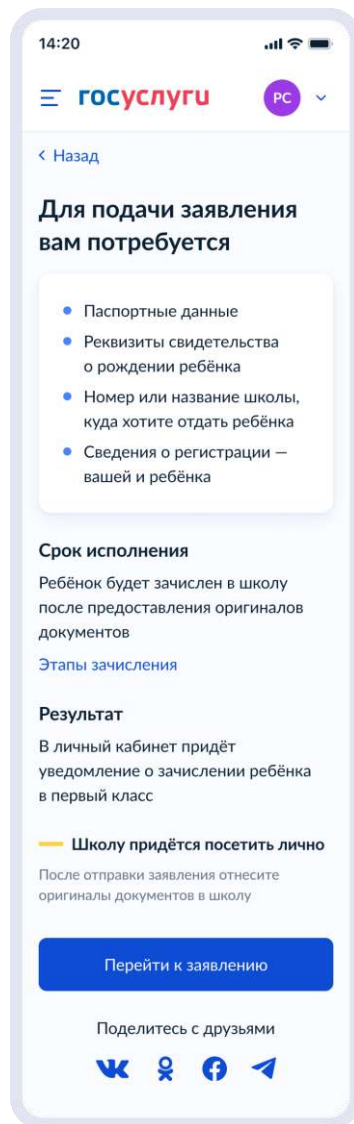 14:20
госуслуги
РС
Назад
Для подачи заявления
вам потребуется
Паспортные данные
Реквизиты свидетельства
о рождении ребёнка
Номер или название школы,
куда хотите отдать ребёнка
Сведения о регистрации —
вашей и ребёнка
Срок исполнения
Ребёнок будет зачислен в школу
после предоставления оригиналов
документов
Этапы зачисления
Результат
В личный кабинет придёт
уведомление о зачислении ребёнка
в первый класс
Школу придётся посетить лично
После отправки заявления отнесите
оригиналы документов в школу
Перейти к заявлению
Поделитесь с друзьями